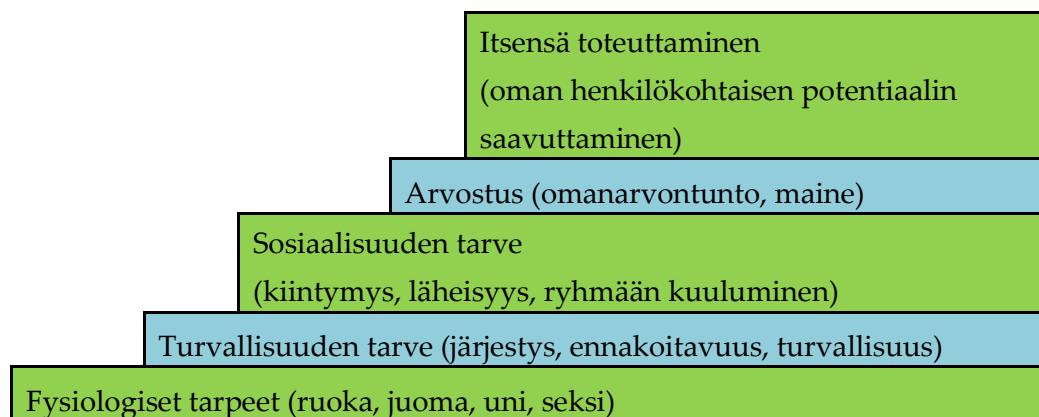 Itsensä toteuttaminen
(oman henkilökohtaisen potentiaalin
saavuttaminen)
Arvostus (omanarvontunto, maine)
Sosiaalisuuden tarve
(kiintymys, läheisyys, ryhmään kuuluminen)
Turvallisuuden tarve (järjestys, ennakoitavuus, turvallisuus)
Fysiologiset tarpeet (ruoka, juoma, uni, seksi)